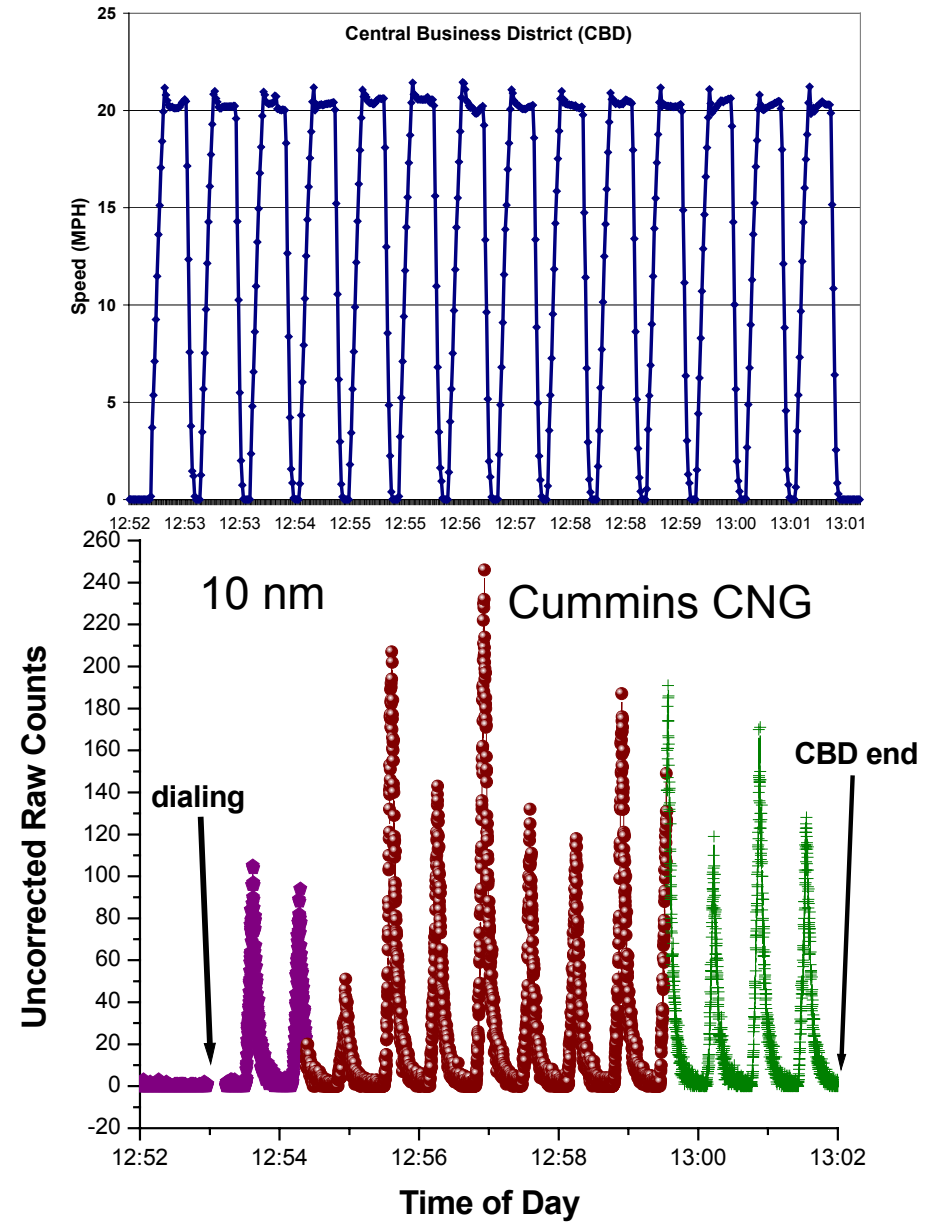 25
Central Business District (CBD)
20
15
Speed (MPH)
10
5
0
12:52 12:53 12:53 12:54 12:55 12:55 12:56 12:57 12:58 12:58 12:59 13:00 13:01 13:01
260
10 nm
Cummins CNG
240
220
200
180
160
CBD end
140
dialing
120
100
80
60
40
20
0
-20
Uncorrected Raw Counts
12:52 12:54 12:56 12:58 13:00 13:02
Time of Day